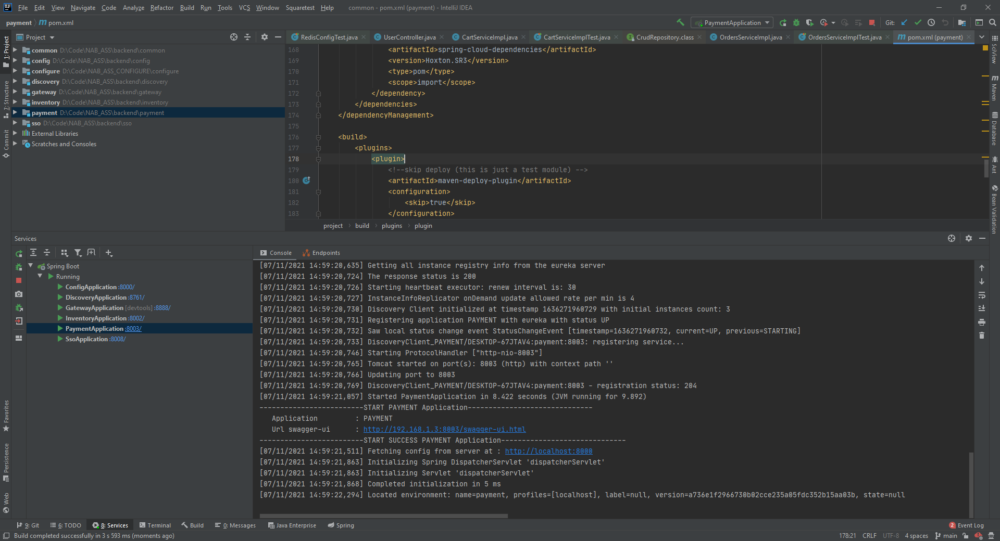 File Edit View Navigate Code Analyze Refactor Build Run Tools VCS Window Squaretest Help common - pom.xml (payment) - IntelliJ IDEA
payment pom.xml PaymentApplication Git:
Project RedisConfigTest.java UserController.java CartServiceImpl.java CartServiceImplTest.java CrudRepository.class OrdersServiceImpl.java OrdersServiceImplTest.java pom.xml (payment)
common D:\Code\NAB_ASS\backend\common
config D:\Code\NAB_ASS\backend\config
configure D:\Code\NAB_ASS_CONFIGURE\configure
discovery D:\Code\NAB_ASS\backend\discovery
gateway D:\Code\NAB_ASS\backend\gateway
inventory D:\Code\NAB_ASS\backend\inventory
payment D:\Code\NAB_ASS\backend\payment
sso D:\Code\NAB_ASS\backend\sso
External Libraries
Scratches and Consoles
168 <artifactId>spring-cloud-dependencies</artifactId>
169 <version>Hoxton.SR3</version>
170 <type>pom</type>
171 <scope>import</scope>
172 </dependency>
173 </dependencies>
174 </dependencyManagement>
175
176 <build>
177 <plugins>
178 <plugin>
179 <!--skip deploy (this is just a test module) -->
180 <artifactId>maven-deploy-plugin</artifactId>
181 <configuration>
182 <skip>true</skip>
183 </configuration>
project build plugins plugin
1: Project
7: Structure
Commit
Favorites
Persistence
Web
SciView
Maven
Database
Ant
Bean Validation
Services
Spring Boot
Running
ConfigApplication :8000/
DiscoveryApplication :8761/
GatewayApplication [devtools] :8888/
InventoryApplication :8002/
PaymentApplication :8003/
SsoApplication :8008/
Console Endpoints
[07/11/2021 14:59:20,635] Getting all instance registry info from the eureka server
[07/11/2021 14:59:20,724] The response status is 200
[07/11/2021 14:59:20,726] Starting heartbeat executor: renew interval is: 30
[07/11/2021 14:59:20,727] InstanceInfoReplicator onDemand update allowed rate per min is 4
[07/11/2021 14:59:20,730] Discovery Client initialized at timestamp 1636271960729 with initial instances count: 3
[07/11/2021 14:59:20,731] Registering application PAYMENT with eureka with status UP
[07/11/2021 14:59:20,732] Saw local status change event StatusChangeEvent [timestamp=1636271960732, current=UP, previous=STARTING]
[07/11/2021 14:59:20,733] DiscoveryClient_PAYMENT/DESKTOP-67JTAV4:payment:8003: registering service...
[07/11/2021 14:59:20,746] Starting ProtocolHandler ["http-nio-8003"]
[07/11/2021 14:59:20,765] Tomcat started on port(s): 8003 (http) with context path ''
[07/11/2021 14:59:20,766] Updating port to 8003
[07/11/2021 14:59:20,769] DiscoveryClient_PAYMENT/DESKTOP-67JTAV4:payment:8003 - registration status: 204
[07/11/2021 14:59:21,057] Started PaymentApplication in 8.422 seconds (JVM running for 9.892)
-------------------------START PAYMENT Application------------------------------
Application : PAYMENT
Url swagger-ui : http://192.168.1.3:8003/swagger-ui.html
-------------------------START SUCCESS PAYMENT Application------------------------------
[07/11/2021 14:59:21,511] Fetching config from server at : http://localhost:8000
[07/11/2021 14:59:21,863] Initializing Spring DispatcherServlet 'dispatcherServlet'
[07/11/2021 14:59:21,863] Initializing Servlet 'dispatcherServlet'
[07/11/2021 14:59:21,868] Completed initialization in 5 ms
[07/11/2021 14:59:22,294] Located environment: name=payment, profiles=[localhost], label=null, version=a736e1f2966730b02cce235a05fdc352b15aa03b, state=null
9: Git 6: TODO 8: Services Terminal Build 0: Messages Java Enterprise Spring 2 Event Log
Build completed successfully in 3 s 593 ms (moments ago) 178:21 CRLF UTF-8 4 spaces main